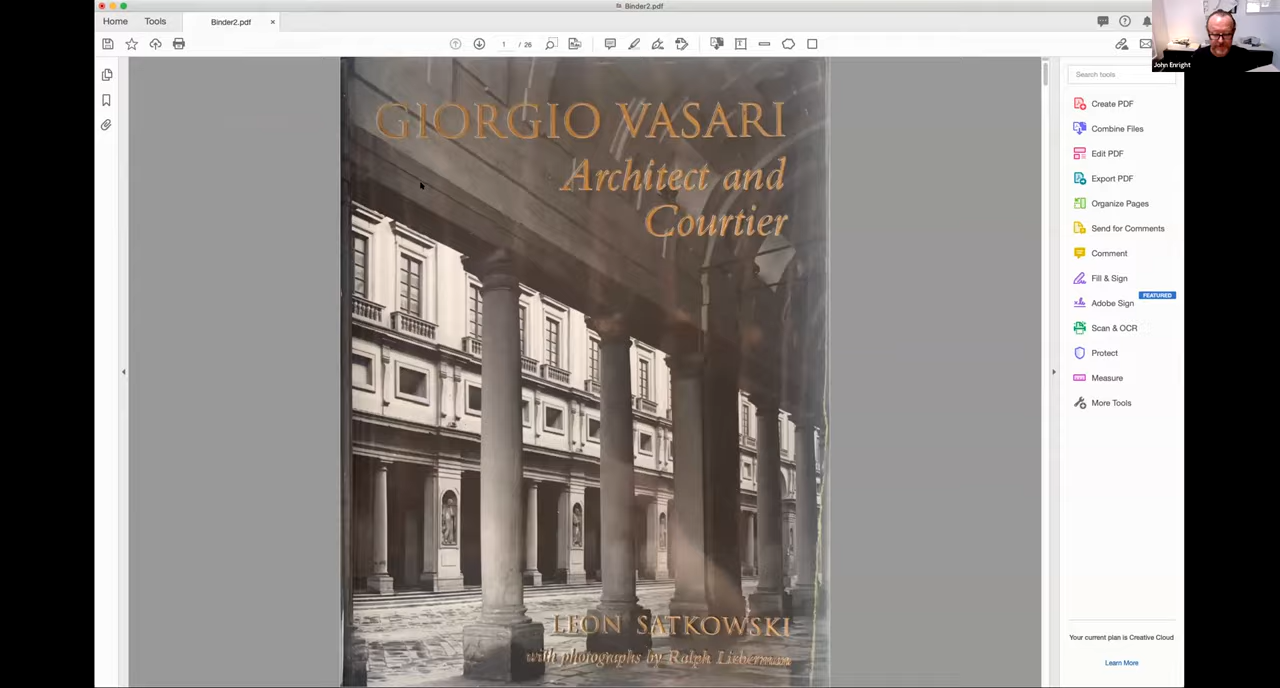 Binder2.pdf
Home
Tools
Binder2.pdf
1 / 26
John Enright
Search tools
Create PDF
Combine Files
Edit PDF
Export PDF
Organize Pages
Send for Comments
Comment
Fill & Sign
FEATURED
Adobe Sign
Scan & OCR
Protect
Measure
More Tools
Your current plan is Creative Cloud
Learn More
GIORGIO VASARI
Architect and
Courtier
LEON SATKOWSKI
with photographs by Ralph Lieberman